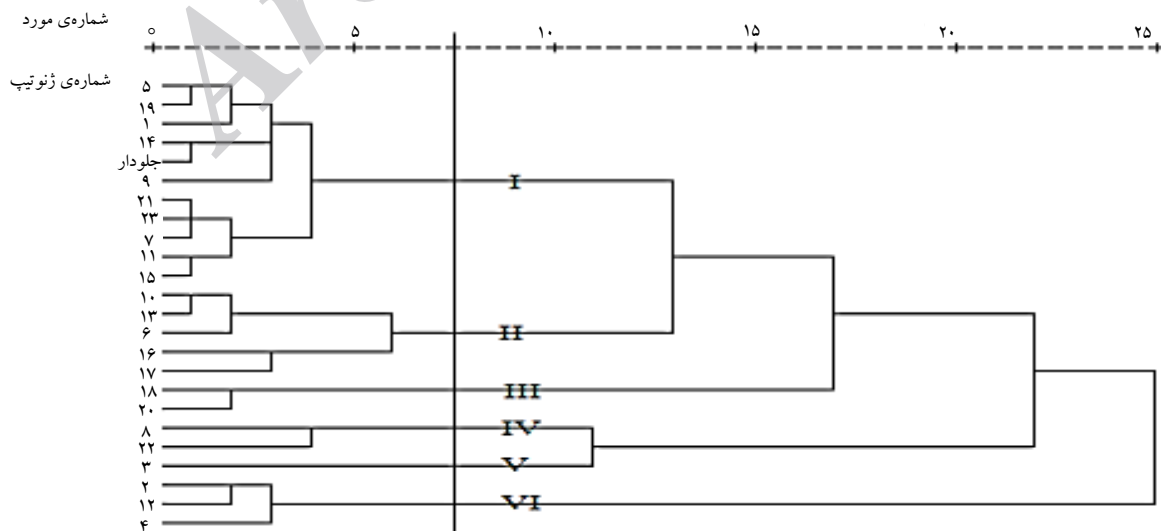 شماره‌ی مورد
۰ ۵ ۱۰ ۱۵ ۲۰ ۲۵
شماره‌ی ژنوتیپ
۵
۱۹
۱
۱۴
جلودار
۹
I
۲۱
۲۳
۷
۱۱
۱۵
۱۰
۱۳
۶
II
۱۶
۱۷
۱۸
III
۲۰
۸
IV
۲۲
۳
V
۲
۱۲
VI
۴